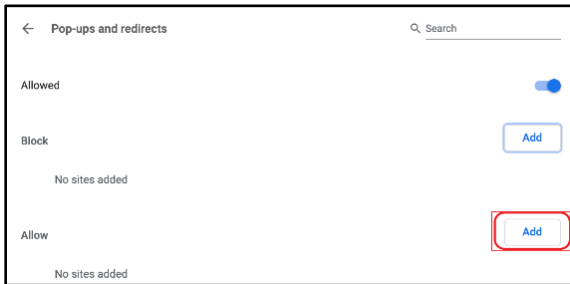 Pop-ups and redirects
Search
Allowed
Block
Add
No sites added
Allow
Add
No sites added